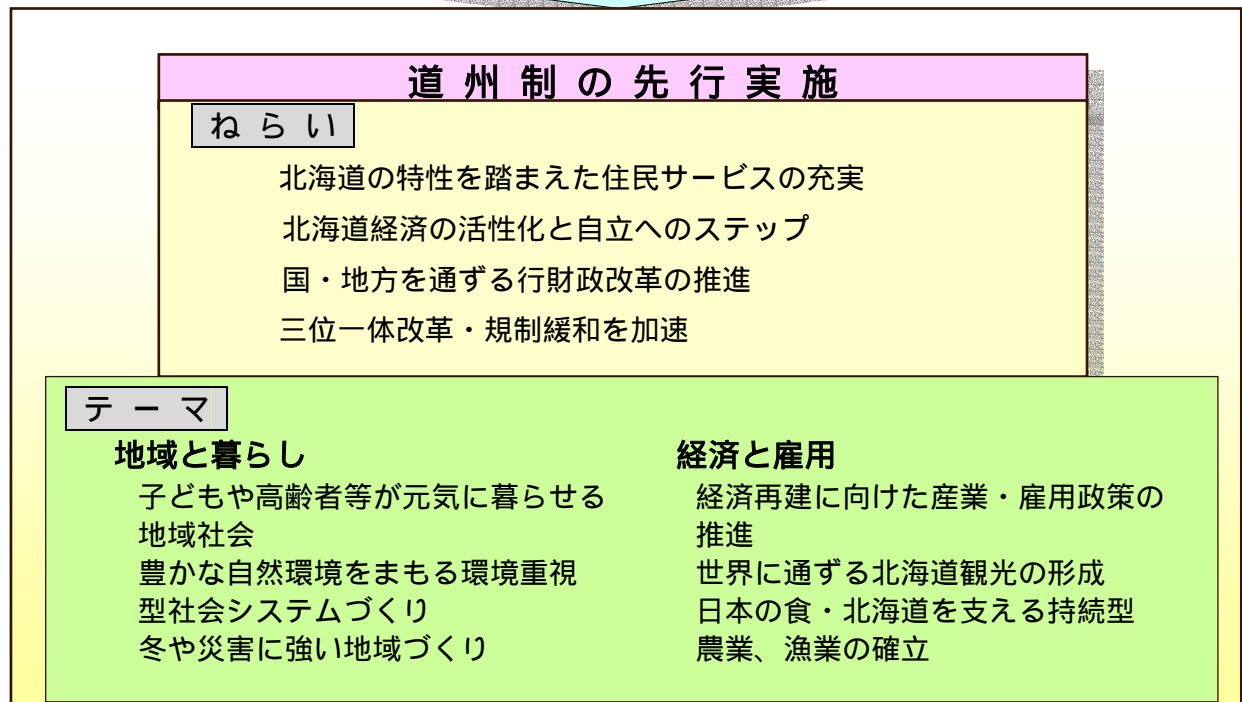 道州制の先行実施
ねらい
北海道の特性を踏まえた住民サービスの充実
北海道経済の活性化と自立へのステップ
国・地方を通ずる行財政改革の推進
三位一体改革・規制緩和を加速
テーマ
地域と暮らし
子どもや高齢者等が元気に暮らせる
地域社会
豊かな自然環境をまもる環境重視
型社会システムづくり
冬や災害に強い地域づくり
経済と雇用
経済再建に向けた産業・雇用政策の
推進
世界に通ずる北海道観光の形成
日本の食・北海道を支える持続型
農業、漁業の確立